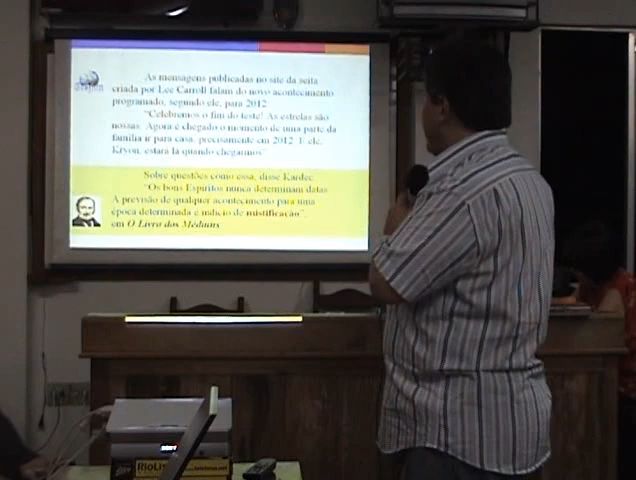 As mensagens publicadas no site da seita
criada por Lee Carroll falam do novo acontecimento
programado, segundo ele, para 2012
"Celebremos o fim do teste! As estrelas são
nossas. Agora é chegado o momento de uma parte da
família ir para casa, precisamente em 2012. E ele,
Kryon, estará lá quando chegarmos"
Sobre questões como essa, disse Kardec
"Os bons Espíritos nunca determinam datas
A previsão de qualquer acontecimento para uma
época determinada é indício de mistificação",
em O Livro dos Médiuns